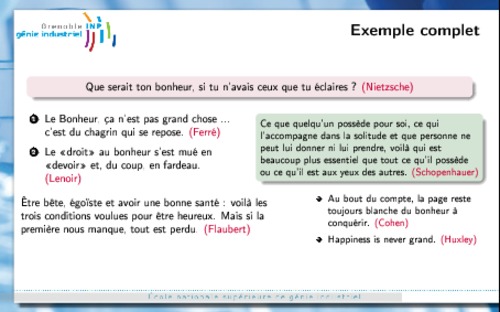 Grenoble INP
génie industriel
Exemple complet
Que serait ton bonheur, si tu n'avais ceux que tu éclaires ? (Nietzsche)
1 Le Bonheur, ça n'est pas grand chose ...
c'est du chagrin qui se repose. (Ferré)
2 Le «droit» au bonheur s'est mué en
«devoir» et, du coup, en fardeau.
(Lenoir)
Ce que quelqu'un possède pour soi, ce qui
l'accompagne dans la solitude et que personne ne
peut lui donner ni lui prendre, voilà qui est
beaucoup plus essentiel que tout ce qu'il possède
ou ce qu'il est aux yeux des autres. (Schopenhauer)
Être bête, égoïste et avoir une bonne santé : voilà les
trois conditions voulues pour être heureux. Mais si la
première nous manque, tout est perdu. (Flaubert)
Au bout du compte, la page reste
toujours blanche du bonheur à
conquérir. (Cohen)
Happiness is never grand. (Huxley)
École nationale supérieure de génie industriel